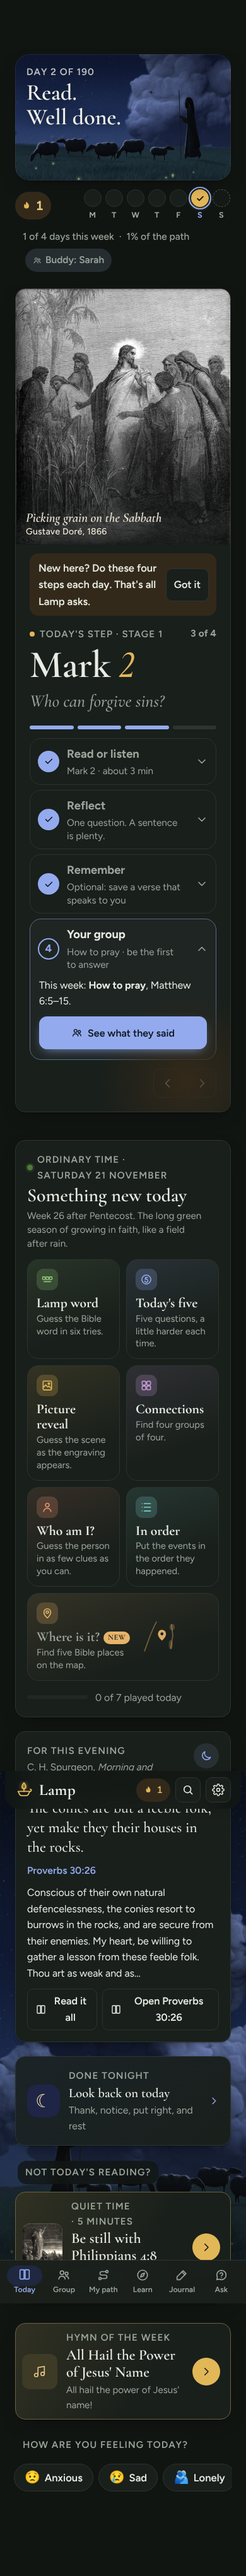 DAY 2 OF 190
Read.
Well done.
1
M T W T F S S
1 of 4 days this week · 1% of the path
Buddy: Sarah
Picking grain on the Sabbath
Gustave Doré, 1866
New here? Do these four
steps each day. That's all
Lamp asks.
Got it
TODAY'S STEP · STAGE 1
3 of 4
Mark 2
Who can forgive sins?
Read or listen
Mark 2 · about 3 min
Reflect
One question. A sentence
is plenty.
Remember
Optional: save a verse that
speaks to you
4
Your group
How to pray · be the first
to answer
This week: How to pray, Matthew
6:5–15.
See what they said
ORDINARY TIME ·
SATURDAY 21 NOVEMBER
Something new today
Week 26 after Pentecost. The long green
season of growing in faith, like a field
after rain.
Lamp word
Guess the Bible
word in six tries.
Today's five
Five questions, a
little harder each
time.
Picture
reveal
Guess the scene
as the engraving
appears.
Connections
Find four groups
of four.
Who am I?
Guess the person
in as few clues as
you can.
In order
Put the events in
the order they
happened.
Where is it? NEW
Find five Bible places
on the map.
0 of 7 played today
FOR THIS EVENING
C. H. Spurgeon, Morning and
Lamp
1
The conies are but a feeble folk,
yet make they their houses in
the rocks.
Proverbs 30:26
Conscious of their own natural
defencelessness, the conies resort to
burrows in the rocks, and are secure from
their enemies. My heart, be willing to
gather a lesson from these feeble folk.
Thou art as weak and as…
Read it
all
Open Proverbs
30:26
DONE TONIGHT
Look back on today
Thank, notice, put right, and
rest
NOT TODAY'S READING?
QUIET TIME
· 5 MINUTES
Be still with
Philippians 4:8
Today
Group
My path
Learn
Journal
Ask
HYMN OF THE WEEK
All Hail the Power
of Jesus' Name
All hail the power of Jesus'
name!
HOW ARE YOU FEELING TODAY?
Anxious
Sad
Lonely